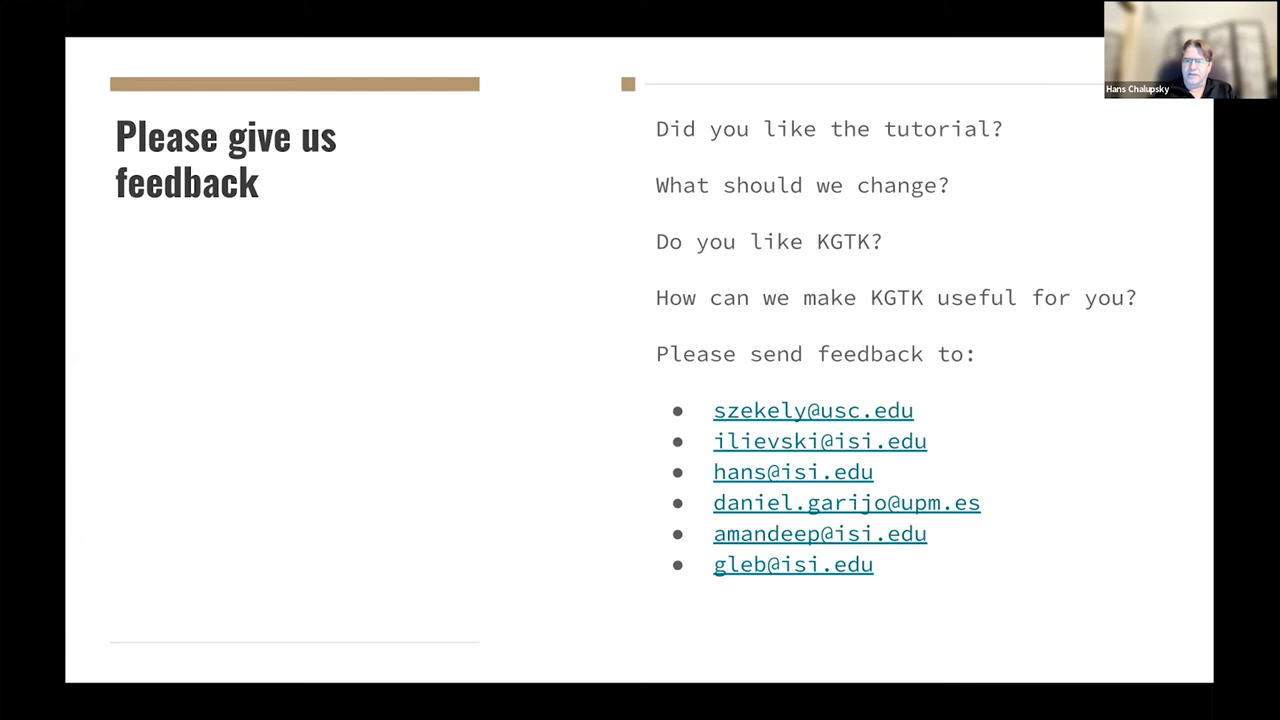 Please give us
feedback
Did you like the tutorial?
What should we change?
Do you like KGTK?
How can we make KGTK useful for you?
Please send feedback to:
● szekely@usc.edu
● ilievski@isi.edu
● hans@isi.edu
● daniel.garijo@upm.es
● amandeep@isi.edu
● gleb@isi.edu
Hans Chalupsky